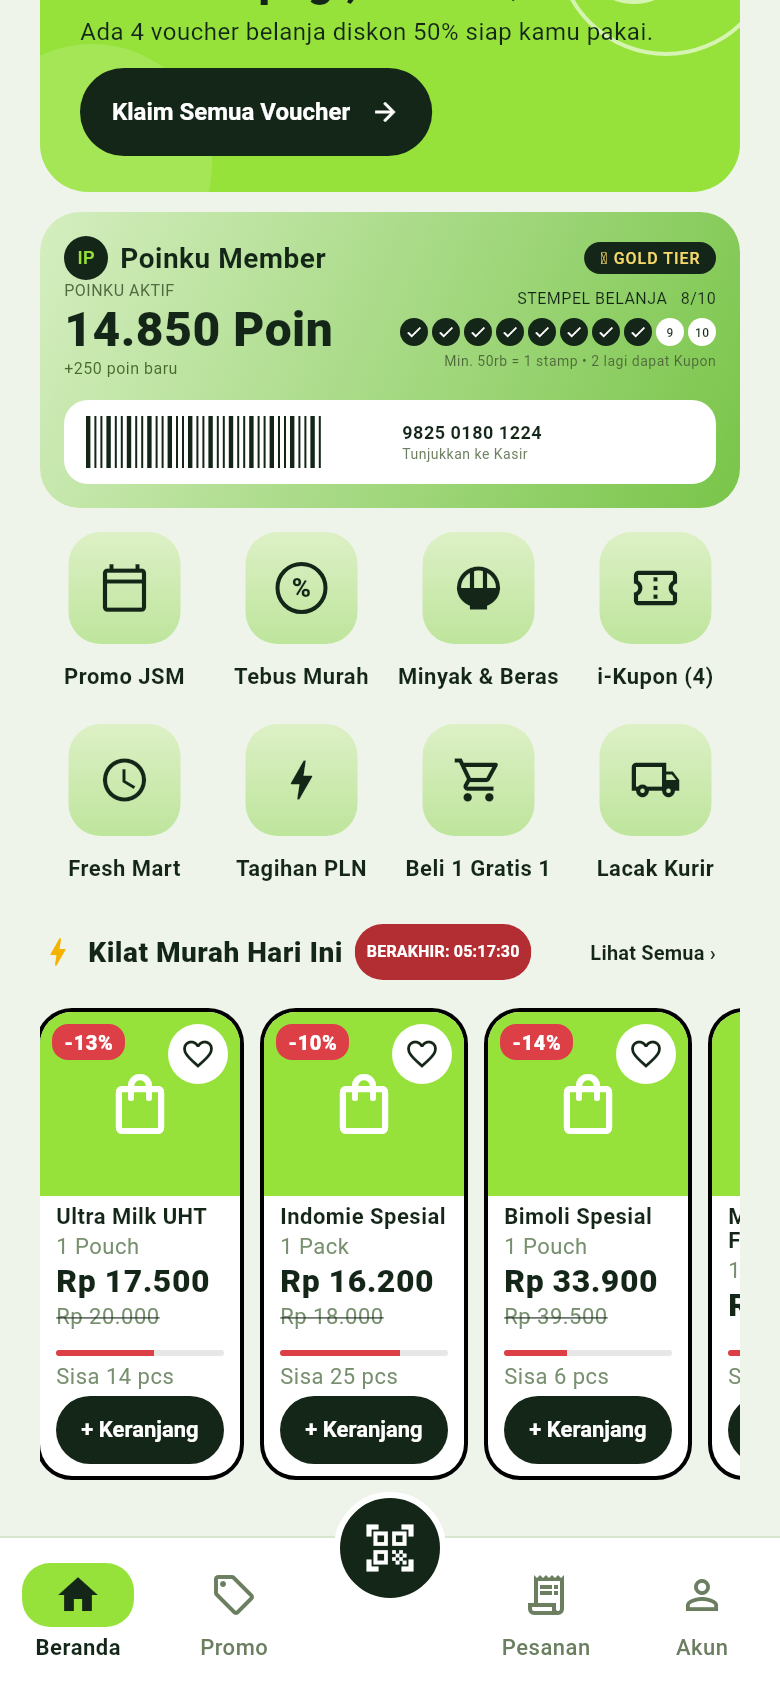 Ada 4 voucher belanja diskon 50% siap kamu pakai.
Klaim Semua Voucher →
IP Poinku Member
GOLD TIER
POINKU AKTIF
14.850 Poin
+250 poin baru
STEMPEL BELANJA 8/10
9 10
Min. 50rb = 1 stamp • 2 lagi dapat Kupon
9825 0180 1224
Tunjukkan ke Kasir
%
Promo JSM
Tebus Murah
Minyak & Beras
i-Kupon (4)
Fresh Mart
Tagihan PLN
Beli 1 Gratis 1
Lacak Kurir
Kilat Murah Hari Ini
BERAKHIR: 05:17:30
Lihat Semua ›
-13%
Ultra Milk UHT
1 Pouch
Rp 17.500
Rp 20.000
Sisa 14 pcs
+ Keranjang
-10%
Indomie Spesial
1 Pack
Rp 16.200
Rp 18.000
Sisa 25 pcs
+ Keranjang
-14%
Bimoli Spesial
1 Pouch
Rp 33.900
Rp 39.500
Sisa 6 pcs
+ Keranjang
Beranda
Promo
Pesanan
Akun